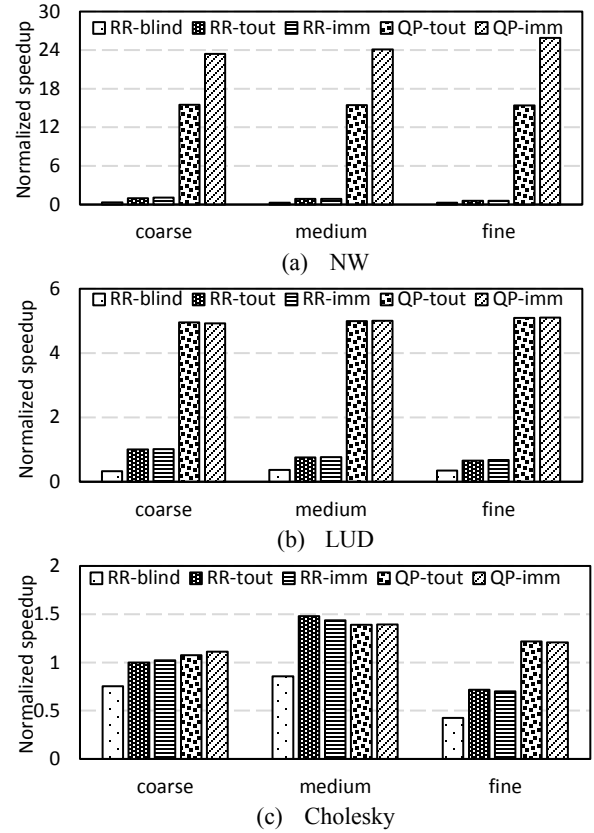 30
24
18
12
6
0
Normalized speedup
RR-blind RR-tout RR-imm QP-tout QP-imm
coarse medium fine
(a) NW
6
4
2
0
Normalized speedup
RR-blind RR-tout RR-imm QP-tout QP-imm
coarse medium fine
(b) LUD
2
1.5
1
0.5
0
Normalized speedup
RR-blind RR-tout RR-imm QP-tout QP-imm
coarse medium fine
(c) Cholesky